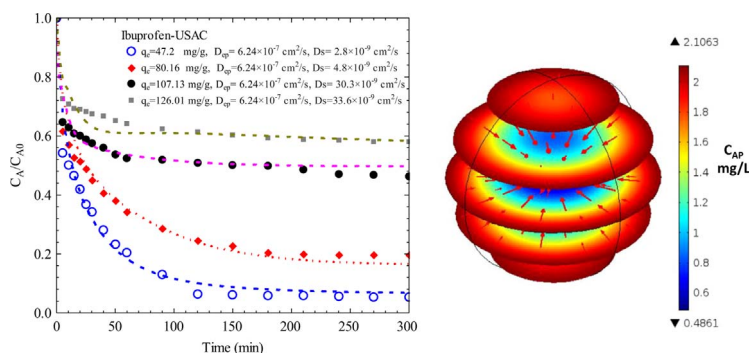 Ibuprofen-USAC
qe=47.2 mg/g, Dep= 6.24×10-7 cm2/s, Ds= 2.8×10-9 cm2/s
qe=80.16 mg/g, Dep= 6.24×10-7 cm2/s, Ds= 4.8×10-9 cm2/s
qe=107.13 mg/g, Dep= 6.24×10-7 cm2/s, Ds= 30.3×10-9 cm2/s
qe=126.01 mg/g, Dep= 6.24×10-7 cm2/s, Ds= 33.6×10-9 cm2/s
CA/CA0
1.0
0.8
0.6
0.4
0.2
0.0
0 50 100 150 200 250 300
Time (min)
▲ 2.1063
2
1.8
1.6
1.4
1.2
1
0.8
0.6
▼ 0.4861
CAP
mg/L